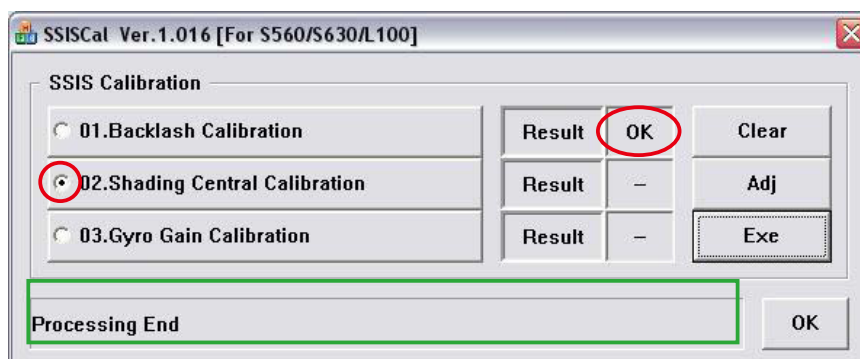 SSISCal Ver.1.016 [For S560/S630/L100]
SSIS Calibration
01.Backlash Calibration Result OK Clear
02.Shading Central Calibration Result – Adj
03.Gyro Gain Calibration Result – Exe
Processing End OK